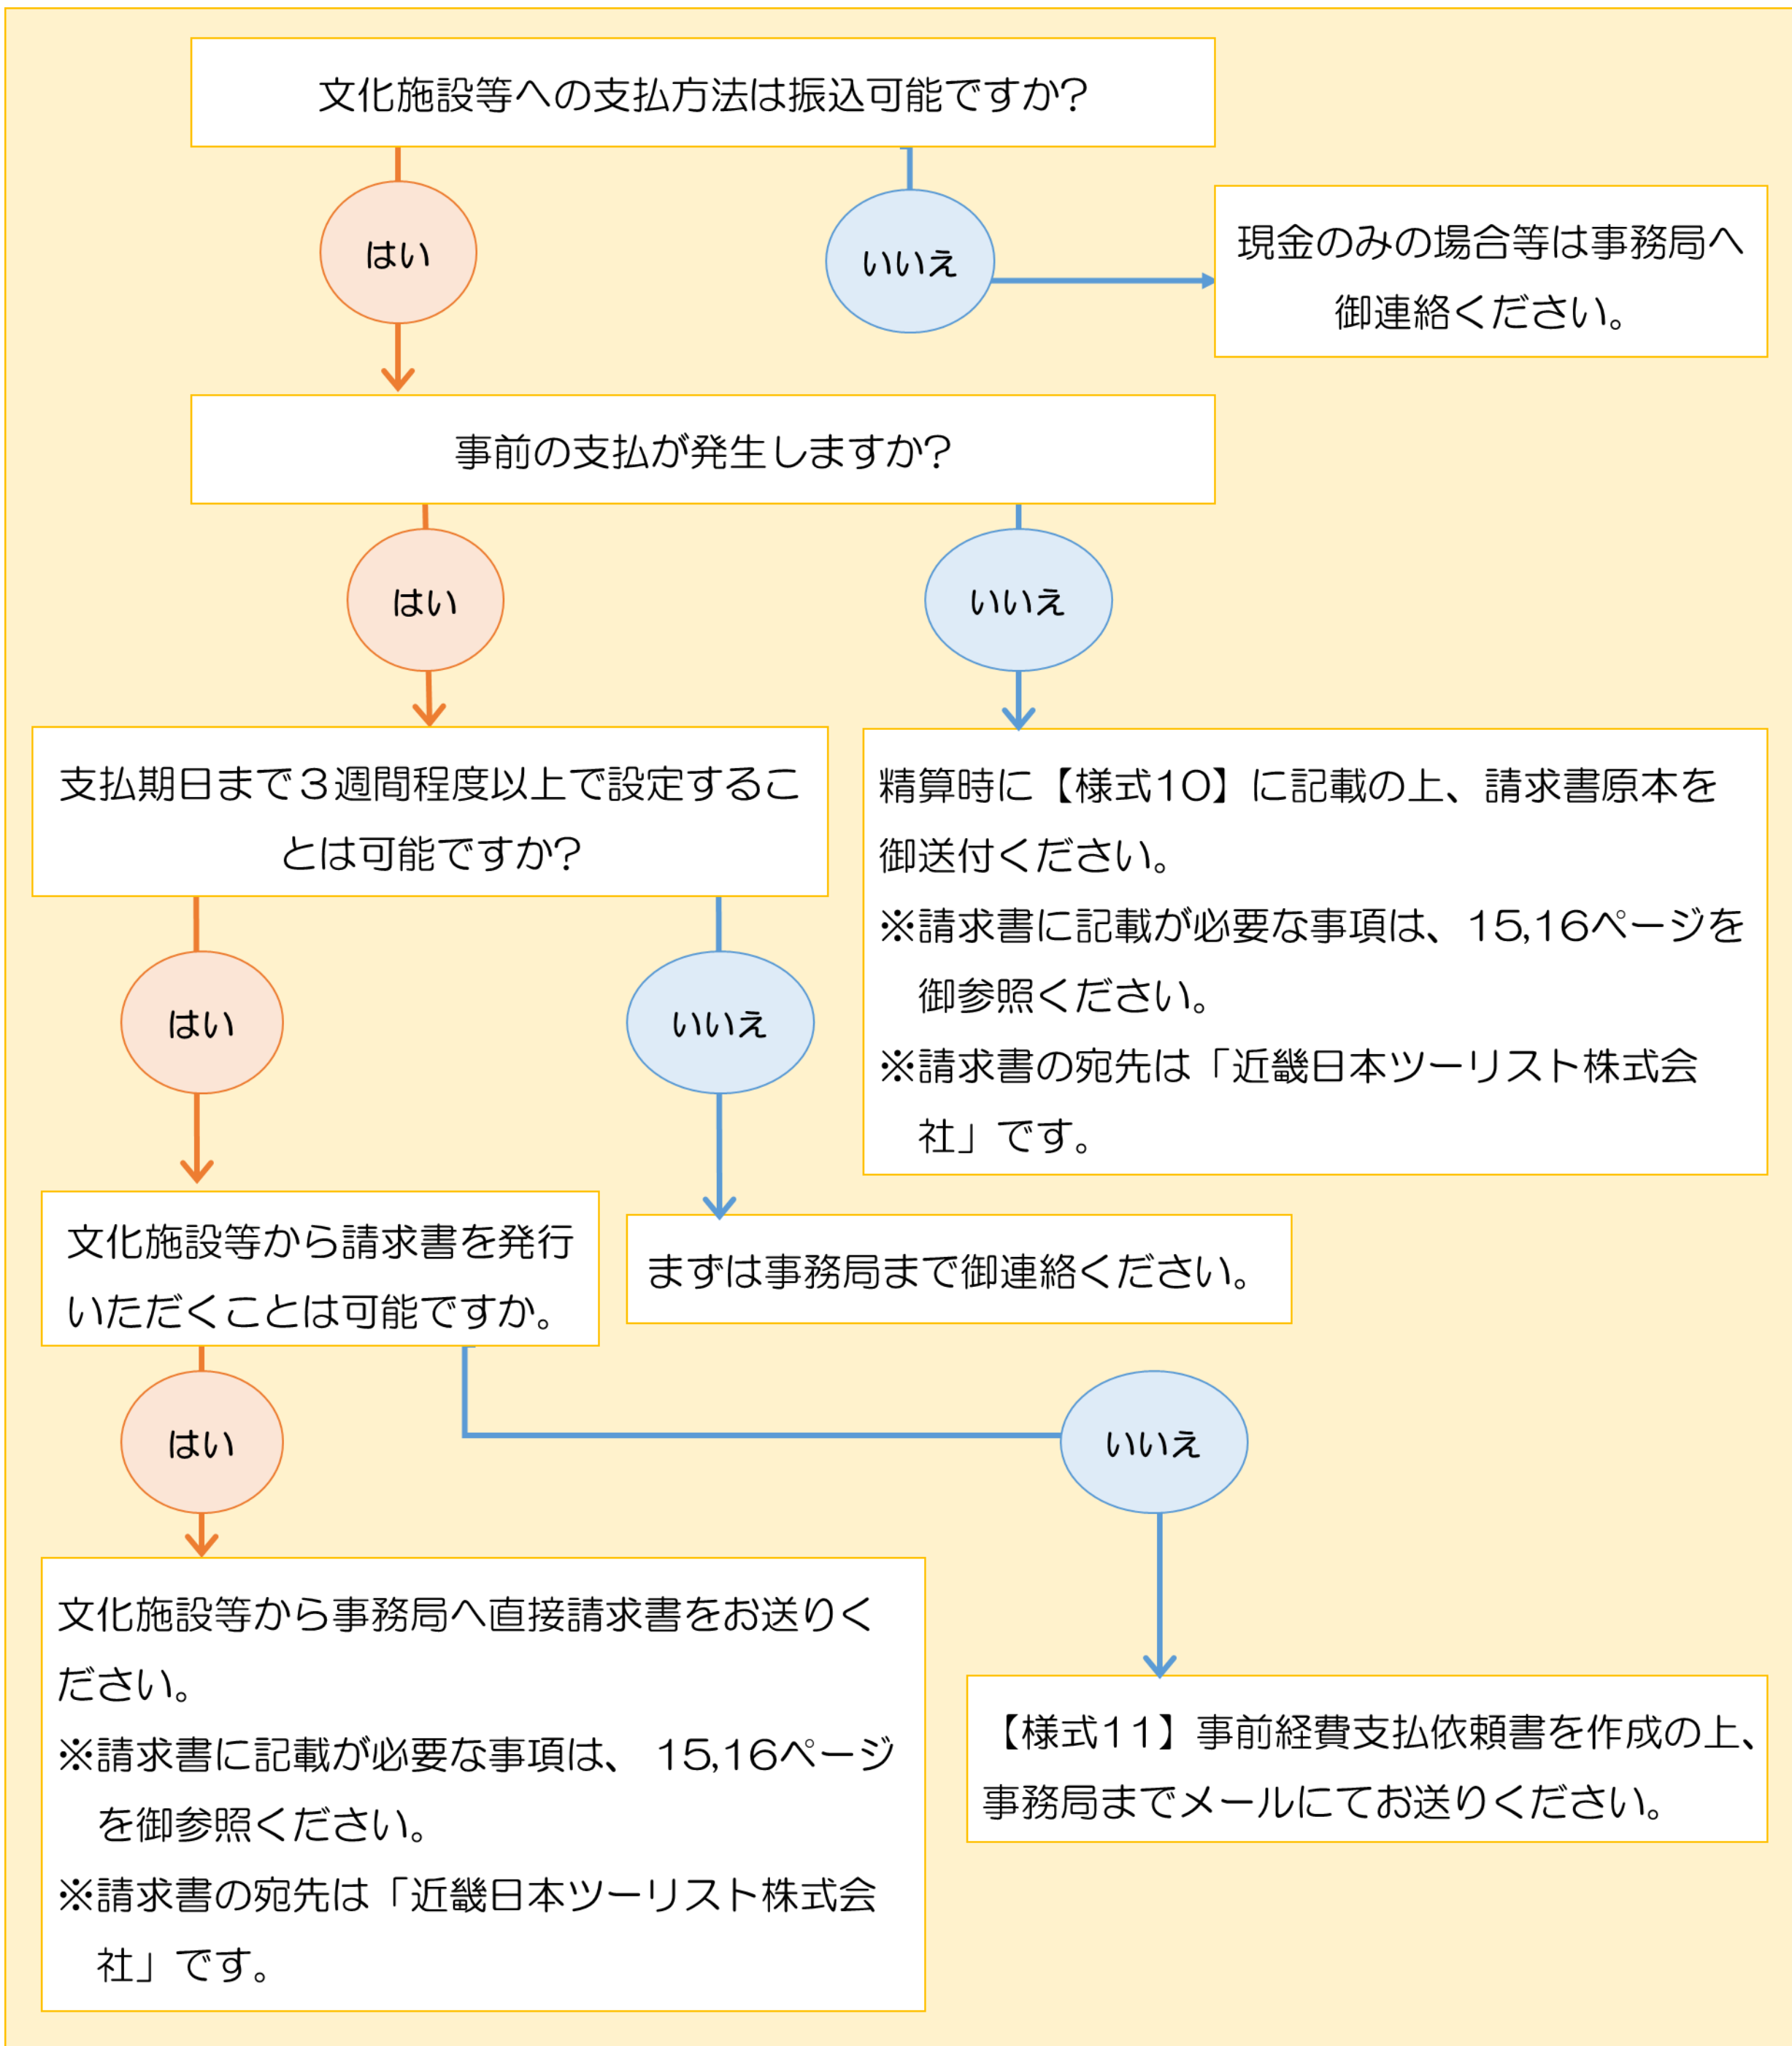 文化施設等への支払方法は振込可能ですか?
はい
いいえ
現金のみの場合等は事務局へ
御連絡ください。
事前の支払が発生しますか?
はい
いいえ
支払期日まで３週間程度以上で設定するこ
とは可能ですか?
はい
いいえ
精算時に【様式10】に記載の上、請求書原本を
御送付ください。
※請求書に記載が必要な事項は、15,16ページを
御参照ください。
※請求書の宛先は「近畿日本ツーリスト株式会
社」です。
文化施設等から請求書を発行
いただくことは可能ですか。
まずは事務局まで御連絡ください。
はい
いいえ
文化施設等から事務局へ直接請求書をお送りく
ださい。
※請求書に記載が必要な事項は、 15,16ページ
を御参照ください。
※請求書の宛先は「近畿日本ツーリスト株式会
社」です。
【様式11】事前経費支払依頼書を作成の上、
事務局までメールにてお送りください。